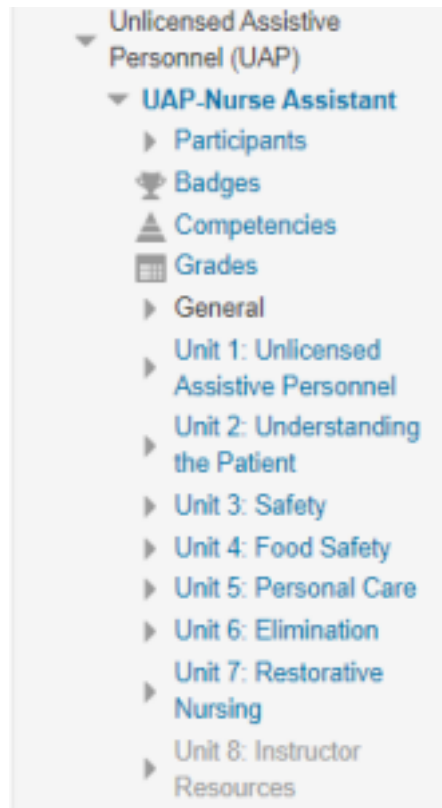 Unlicensed Assistive
Personnel (UAP)
UAP-Nurse Assistant
Participants
Badges
Competencies
Grades
General
Unit 1: Unlicensed
Assistive Personnel
Unit 2: Understanding
the Patient
Unit 3: Safety
Unit 4: Food Safety
Unit 5: Personal Care
Unit 6: Elimination
Unit 7: Restorative
Nursing
Unit 8: Instructor
Resources